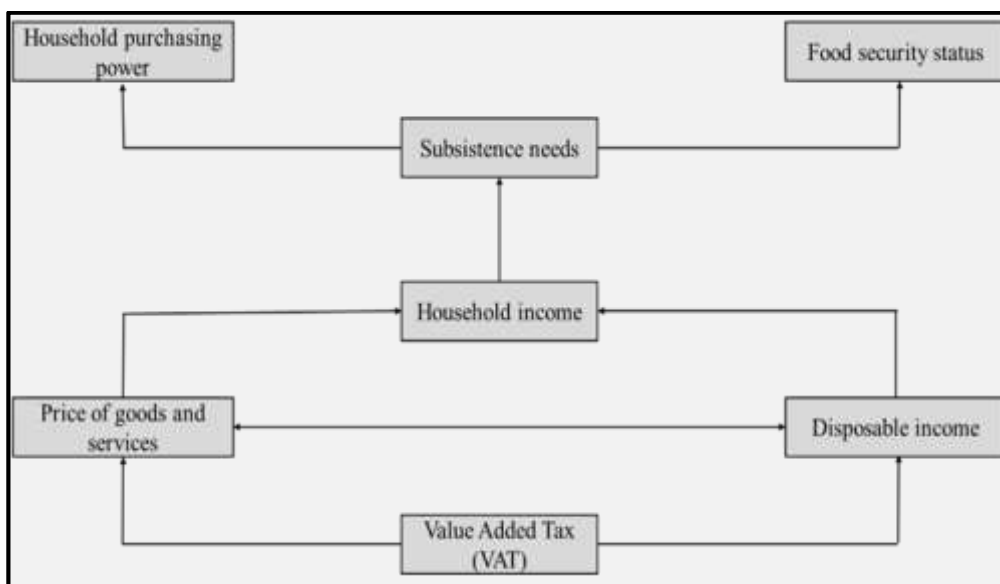 Household purchasing
power
Food security status
Subsistence needs
Household income
Price of goods and
services
Disposable income
Value Added Tax
(VAT)